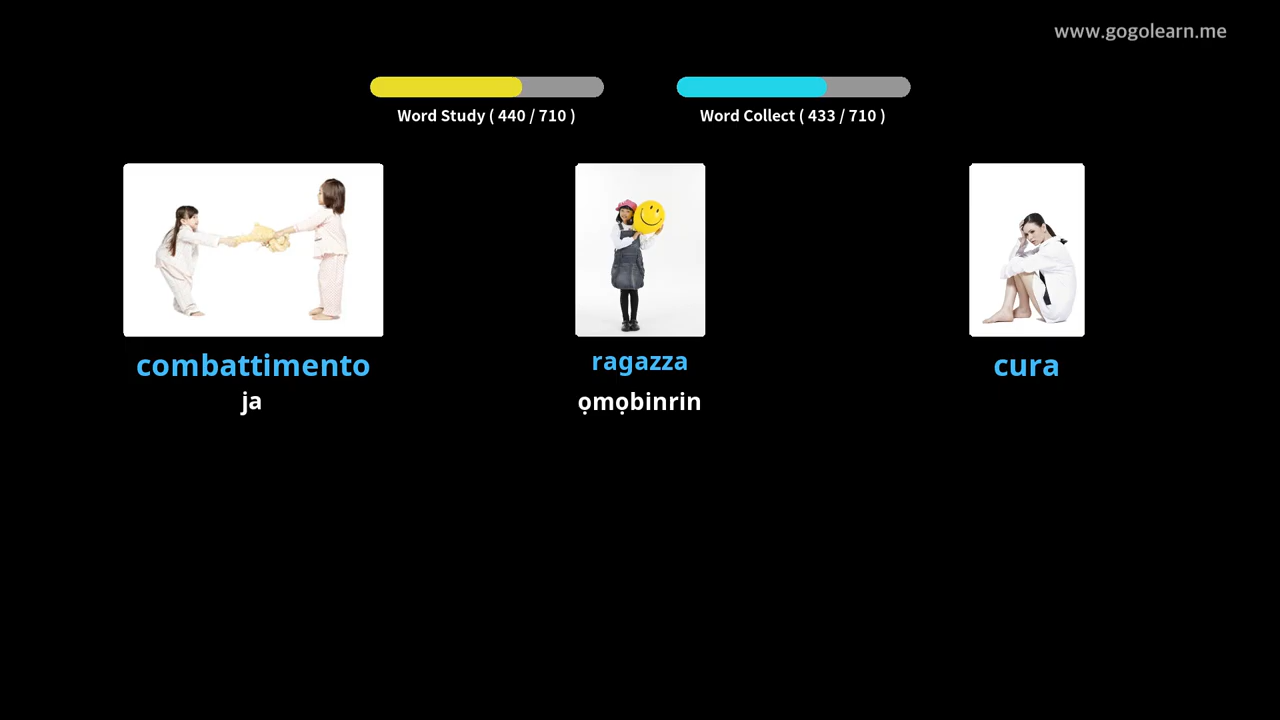 www.gogolearn.me
Word Study ( 440 / 710 )
Word Collect ( 433 / 710 )
combattimento
ja
ragazza
ọmọbinrin
cura